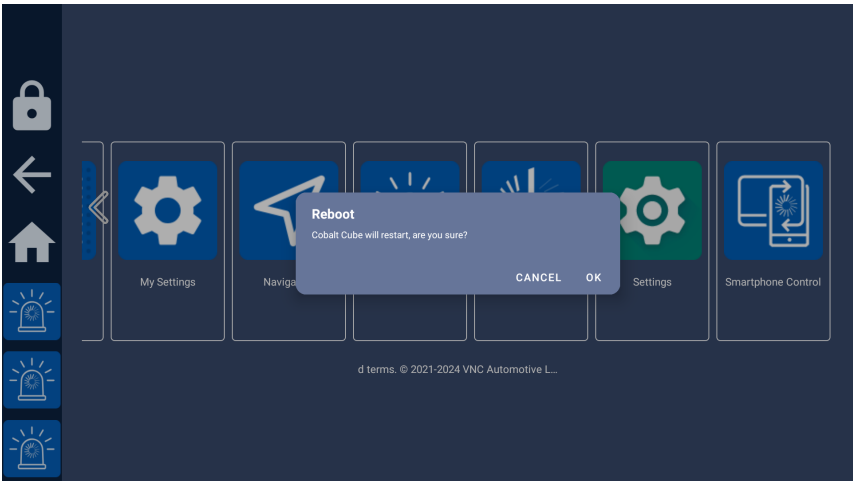 Reboot
Cobalt Cube will restart, are you sure?
CANCEL OK
My Settings
Naviga
Settings
Smartphone Control
d terms. © 2021-2024 VNC Automotive L...